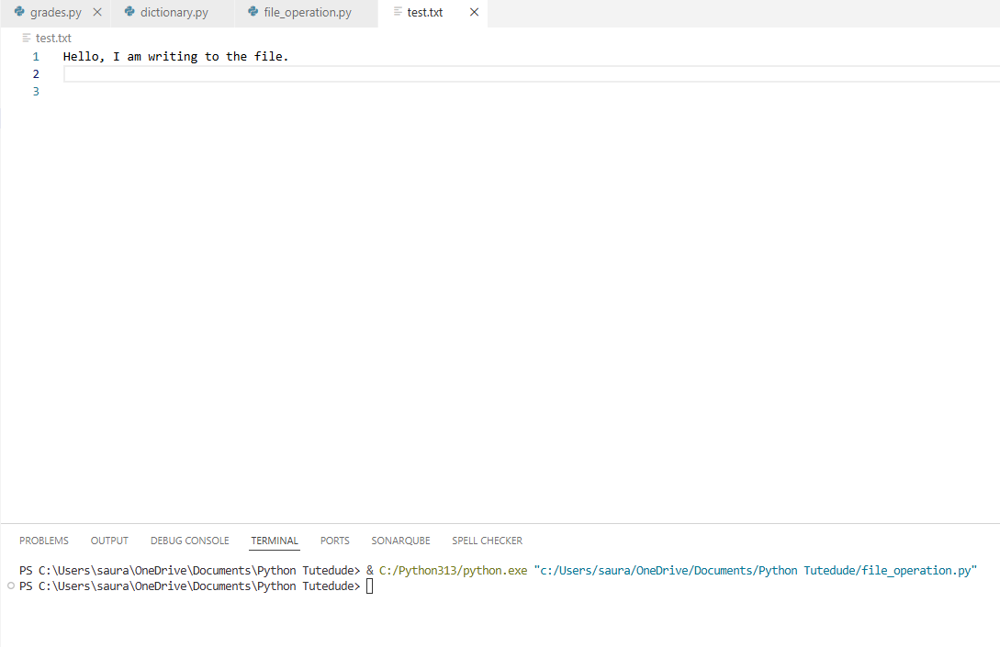 grades.py dictionary.py file_operation.py test.txt
test.txt
1 Hello, I am writing to the file.
2
3
PROBLEMS OUTPUT DEBUG CONSOLE TERMINAL PORTS SONARQUBE SPELL CHECKER
PS C:\Users\saura\OneDrive\Documents\Python Tutedude> & C:/Python313/python.exe "c:/Users/saura/OneDrive/Documents/Python Tutedude/file_operation.py"
PS C:\Users\saura\OneDrive\Documents\Python Tutedude>